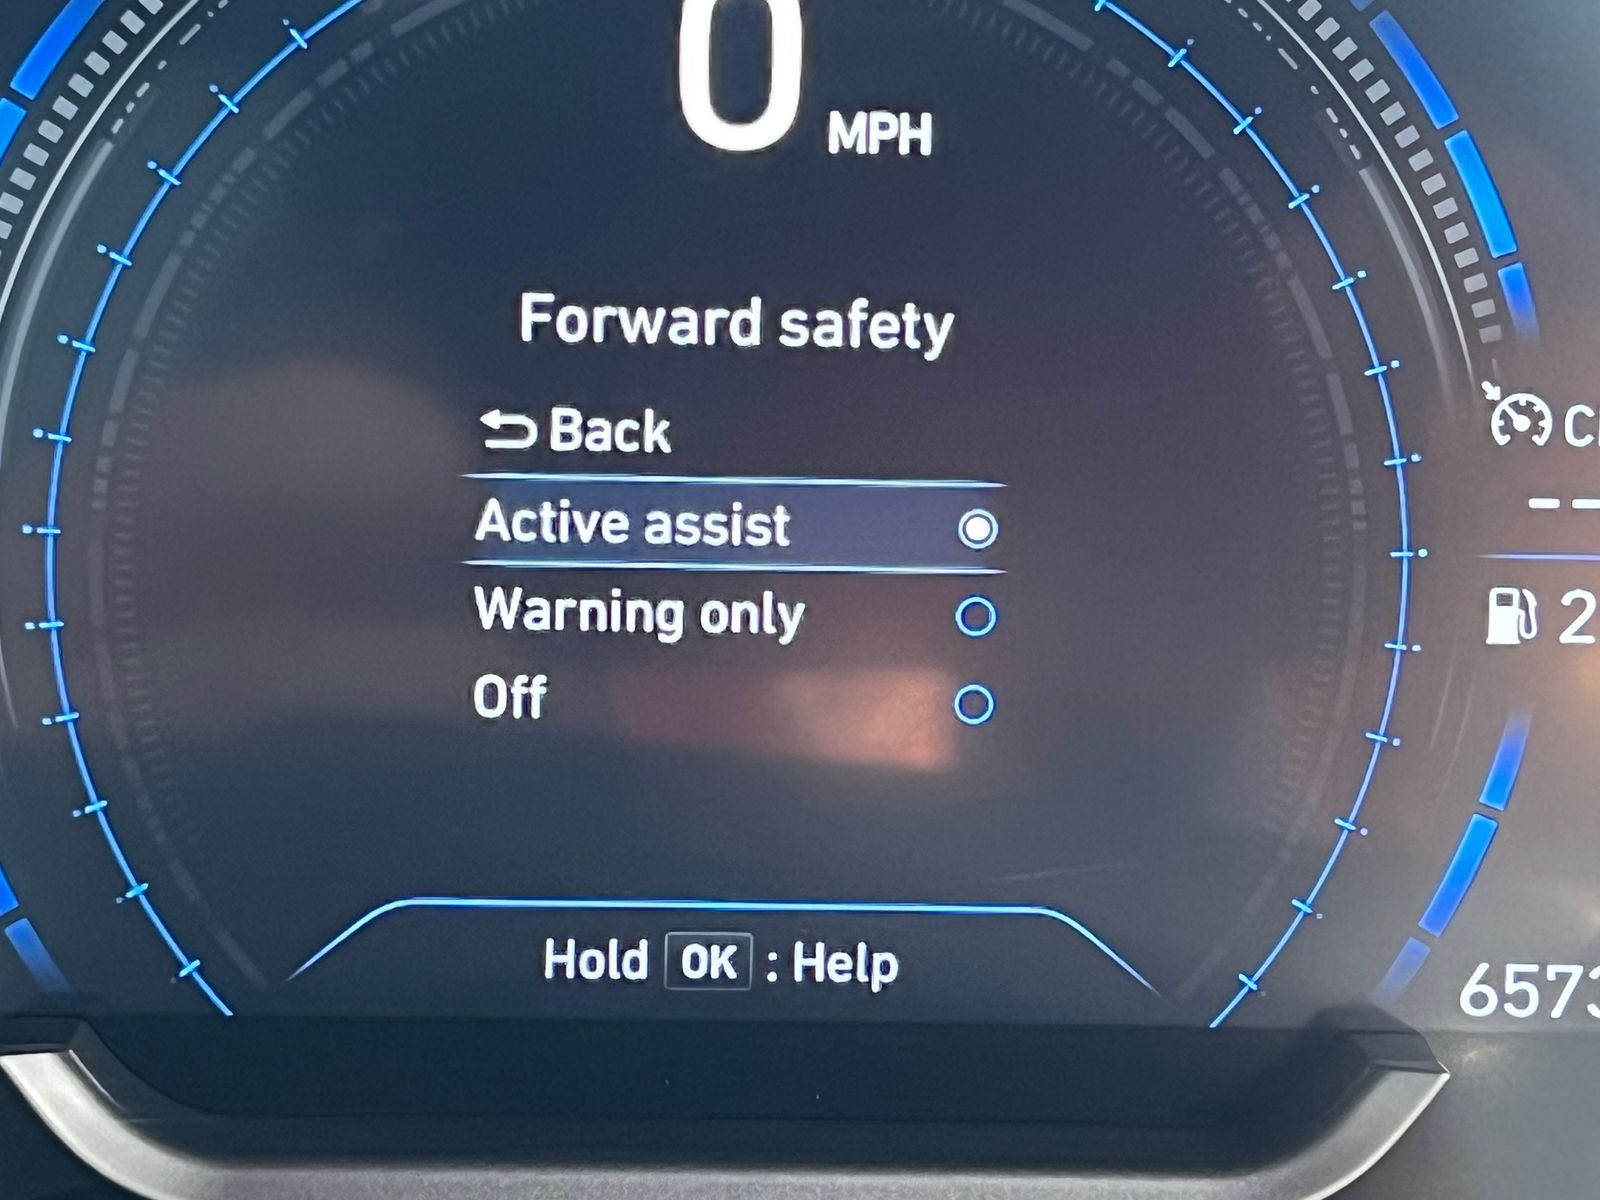 0 MPH
Forward safety
Back
Active assist
Warning only
Off
Hold OK : Help